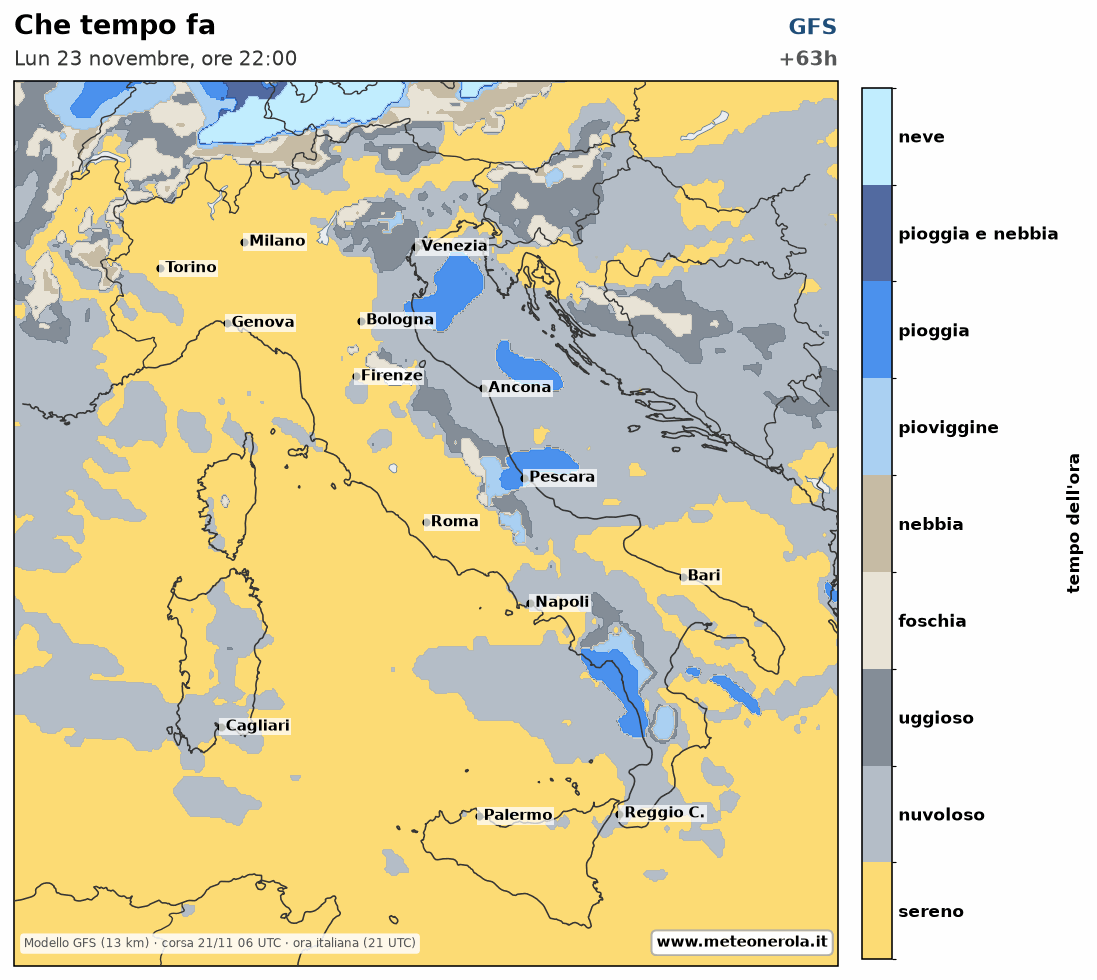 Che tempo fa
GFS
Lun 23 novembre, ore 22:00
+63h
neve
pioggia e nebbia
pioggia
pioviggine
nebbia
foschia
uggioso
nuvoloso
sereno
tempo dell'ora
Milano
Venezia
Torino
Genova
Bologna
Firenze
Ancona
Pescara
Roma
Bari
Napoli
Cagliari
Palermo
Reggio C.
Modello GFS (13 km) · corsa 21/11 06 UTC · ora italiana (21 UTC)
www.meteonerola.it